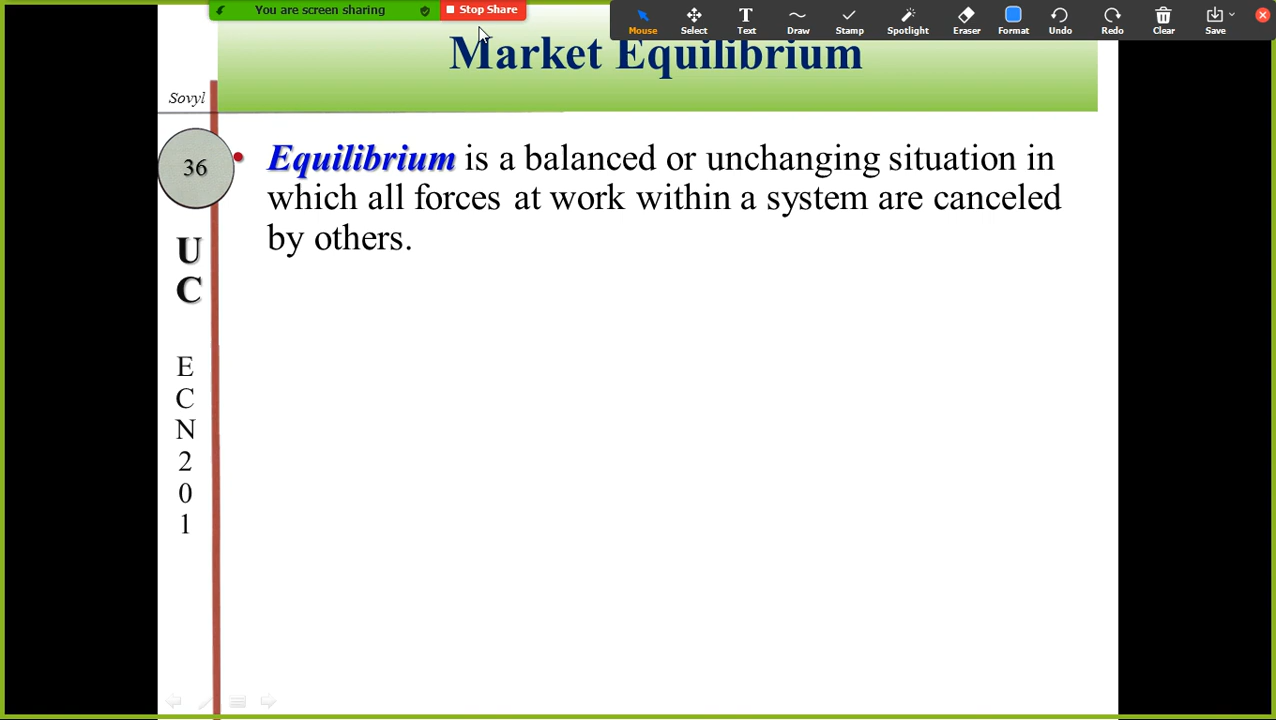 You are screen sharing
Stop Share
Mouse
Select
Text
Draw
Stamp
Spotlight
Eraser
Format
Undo
Redo
Clear
Save
Market Equilibrium
Sovyl
36
• Equilibrium is a balanced or unchanging situation in
which all forces at work within a system are canceled
by others.
U
C
E
C
N
2
0
1